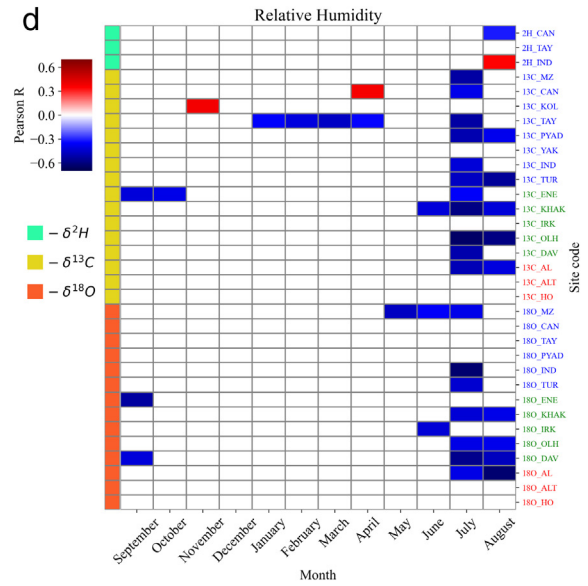 d
Relative Humidity
Pearson R
0.6
0.3
0.0
−0.3
−0.6
− δ²H
− δ¹³C
− δ¹⁸O
2H_CAN
2H_TAY
2H_IND
13C_MZ
13C_CAN
13C_KOL
13C_TAY
13C_PYAD
13C_YAK
13C_IND
13C_TUR
13C_ENE
13C_KHAK
13C_IRK
13C_OLH
13C_DAV
13C_AL
13C_ALT
13C_HO
18O_MZ
18O_CAN
18O_TAY
18O_PYAD
18O_IND
18O_TUR
18O_ENE
18O_KHAK
18O_IRK
18O_OLH
18O_DAV
18O_AL
18O_ALT
18O_HO
Site code
September
October
November
December
January
February
March
April
May
June
July
August
Month